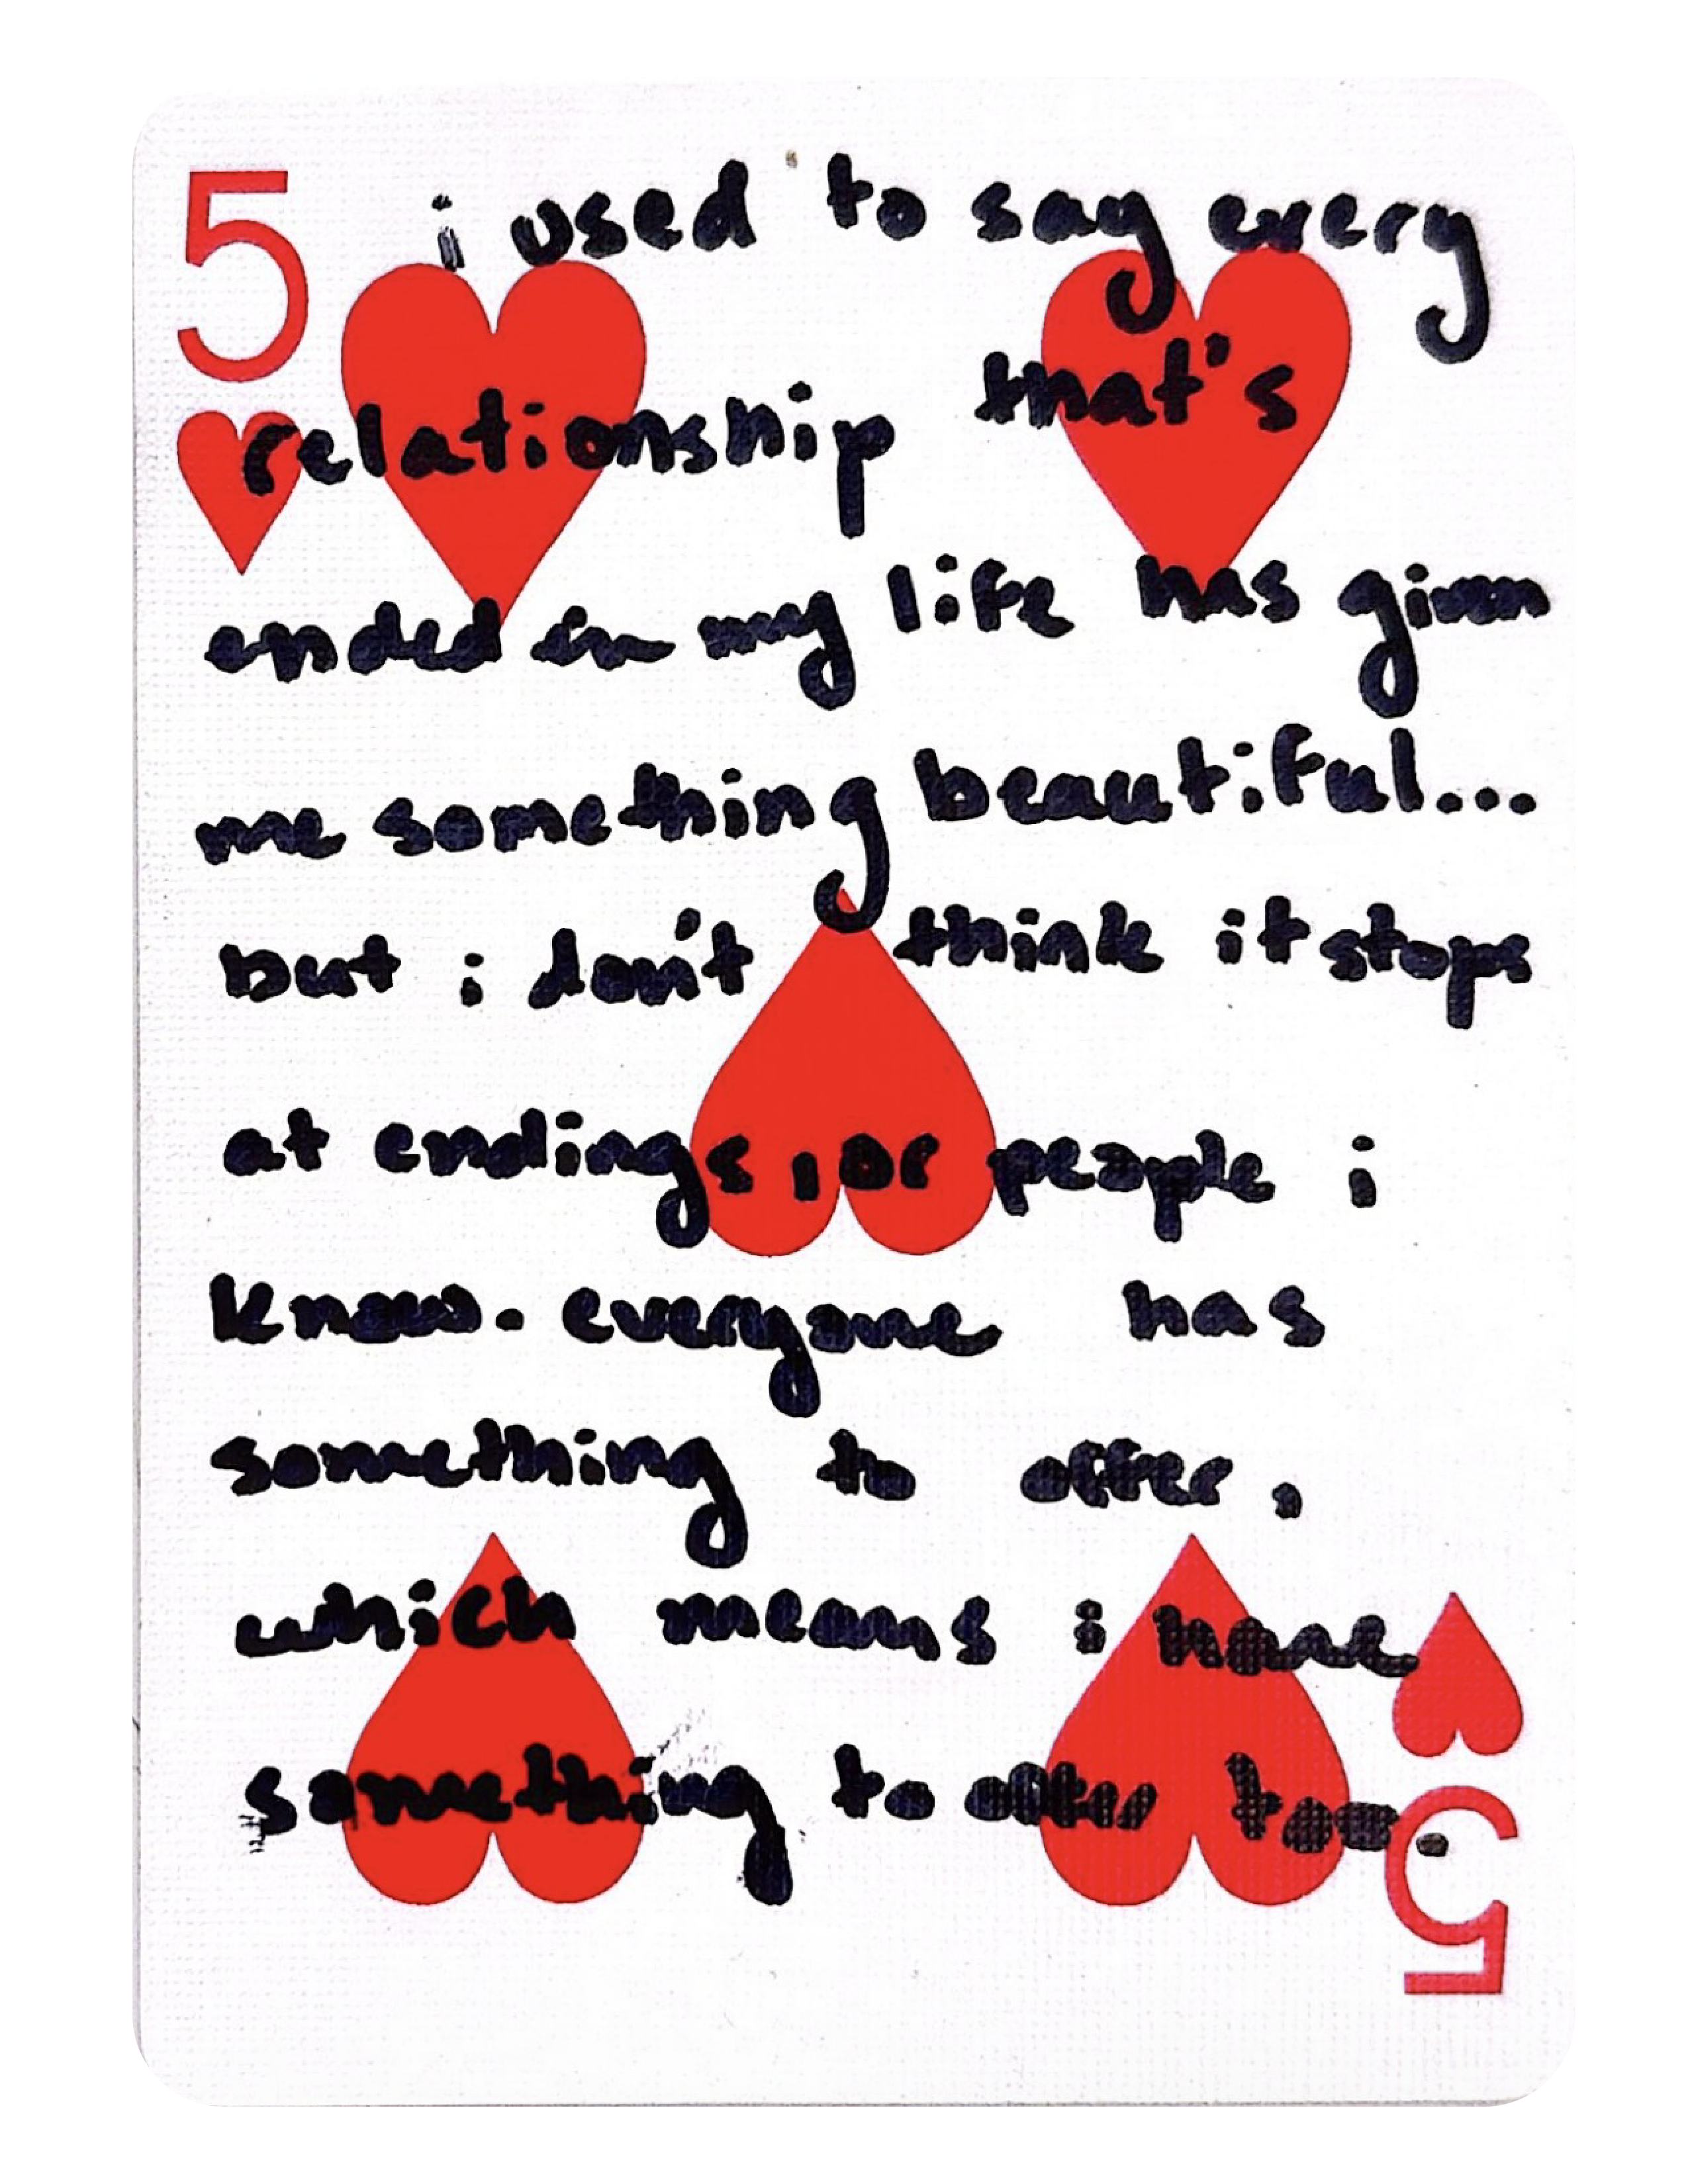 5
i used to say every
relationship that's
ended in my life has given
me something beautiful...
but i don't think it stops
at endings, or people i
know. everyone has
something to offer,
which means i have
something to offer too.
5